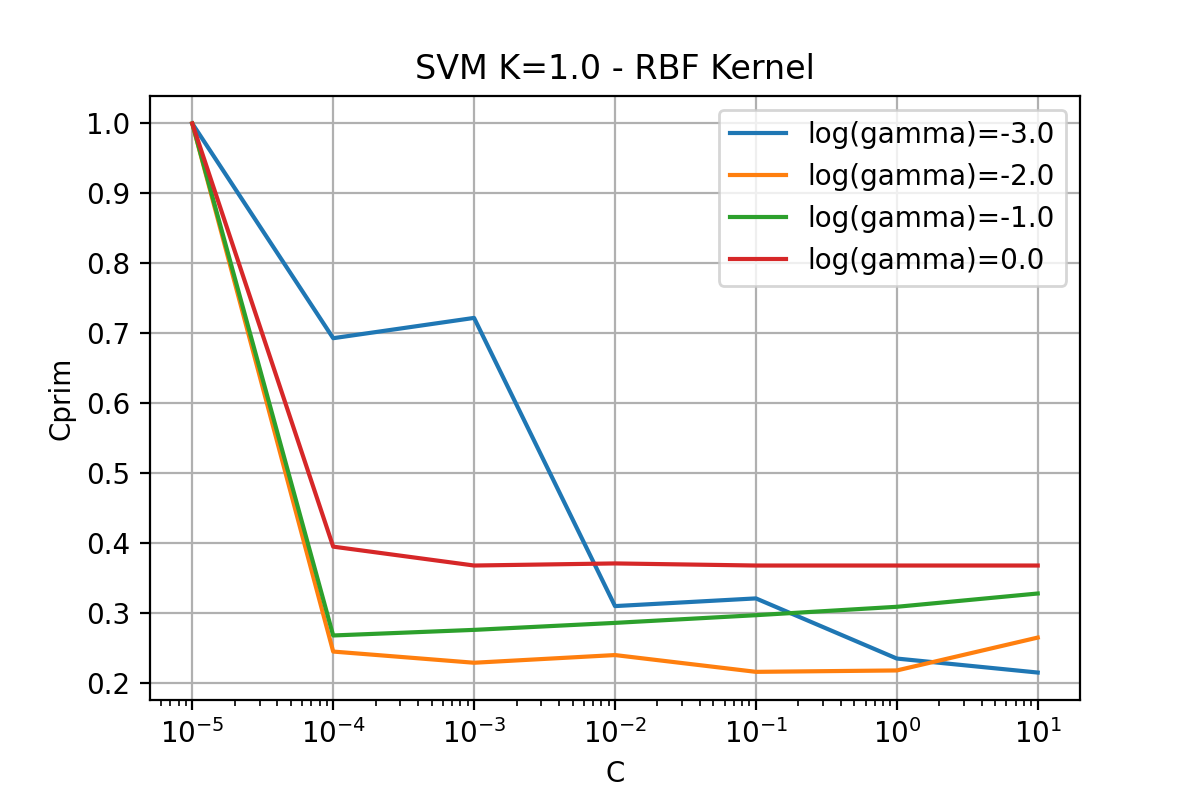 SVM K=1.0 - RBF Kernel
log(gamma)=-3.0
log(gamma)=-2.0
log(gamma)=-1.0
log(gamma)=0.0
Cprim
1.0
0.9
0.8
0.7
0.6
0.5
0.4
0.3
0.2
10⁻⁵ 10⁻⁴ 10⁻³ 10⁻² 10⁻¹ 10⁰ 10¹
C